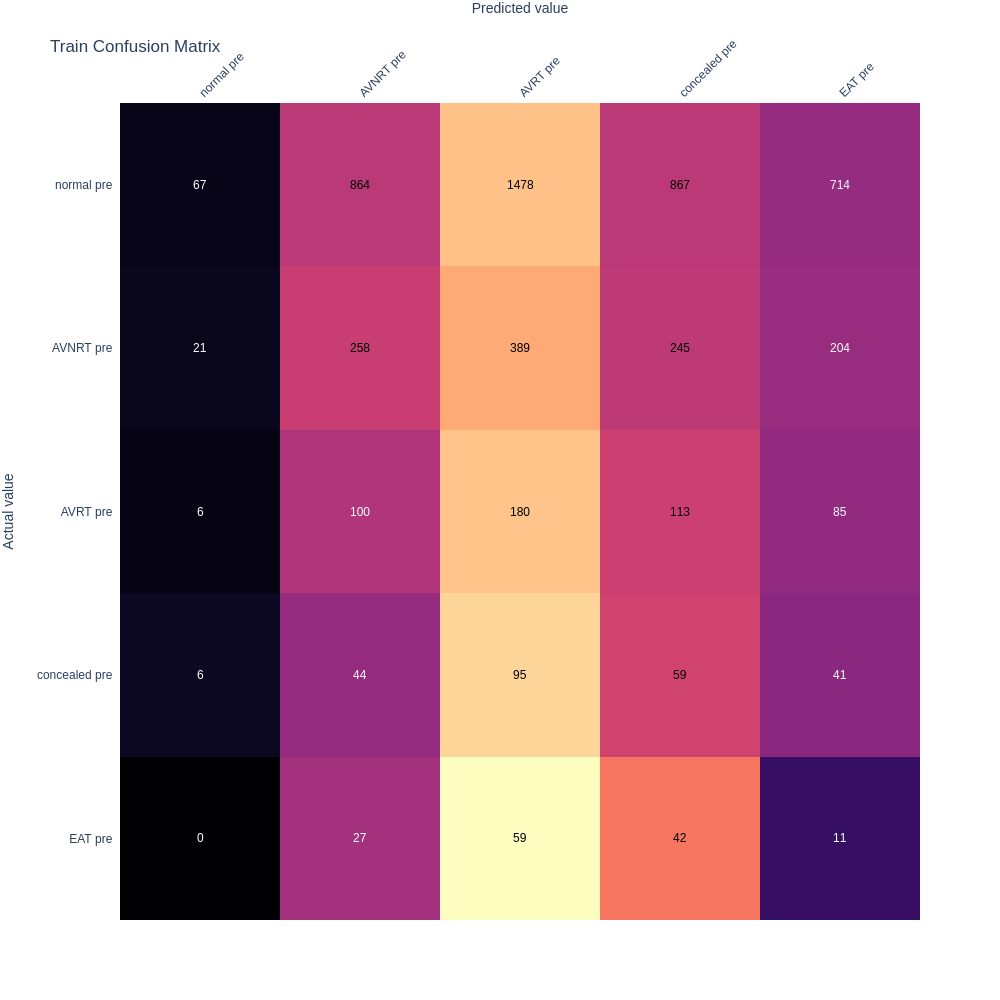 Predicted value
Train Confusion Matrix
normal pre
AVNRT pre
AVRT pre
concealed pre
EAT pre
normal pre 67 864 1478 867 714
AVNRT pre 21 258 389 245 204
AVRT pre 6 100 180 113 85
concealed pre 6 44 95 59 41
EAT pre 0 27 59 42 11
Actual value